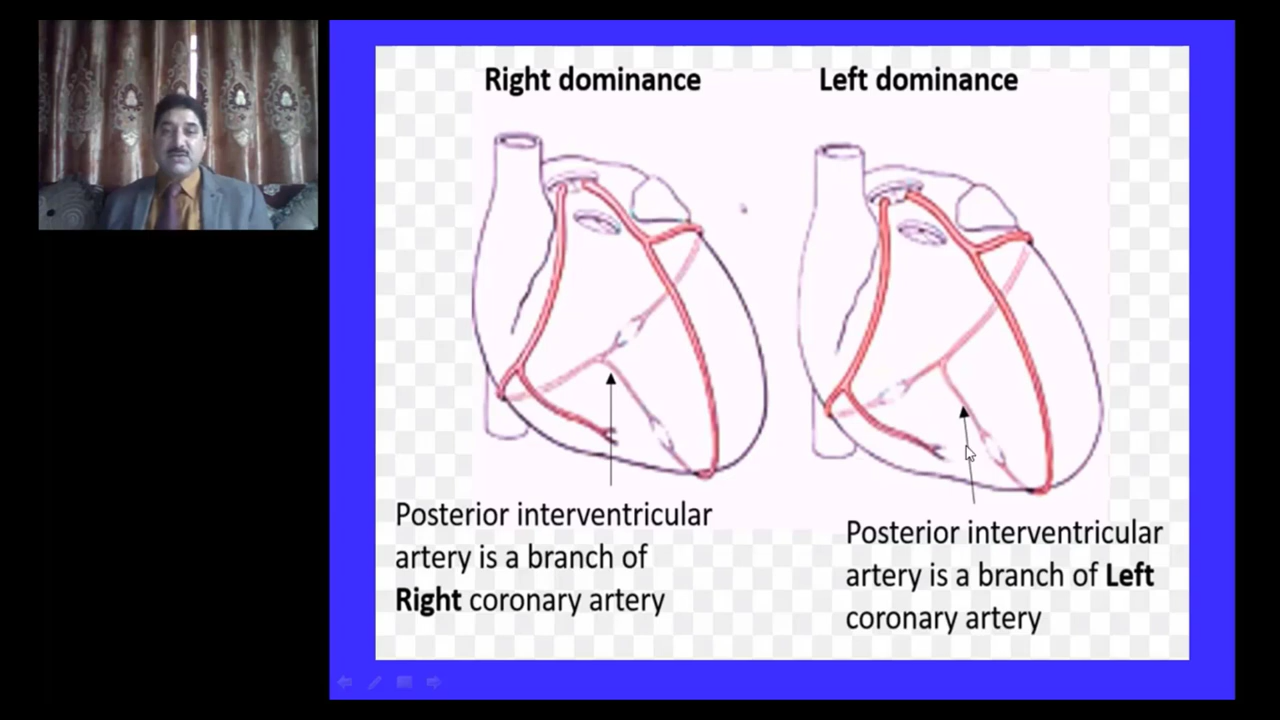 Right dominance
Left dominance
Posterior interventricular
artery is a branch of
Right coronary artery
Posterior interventricular
artery is a branch of Left
coronary artery